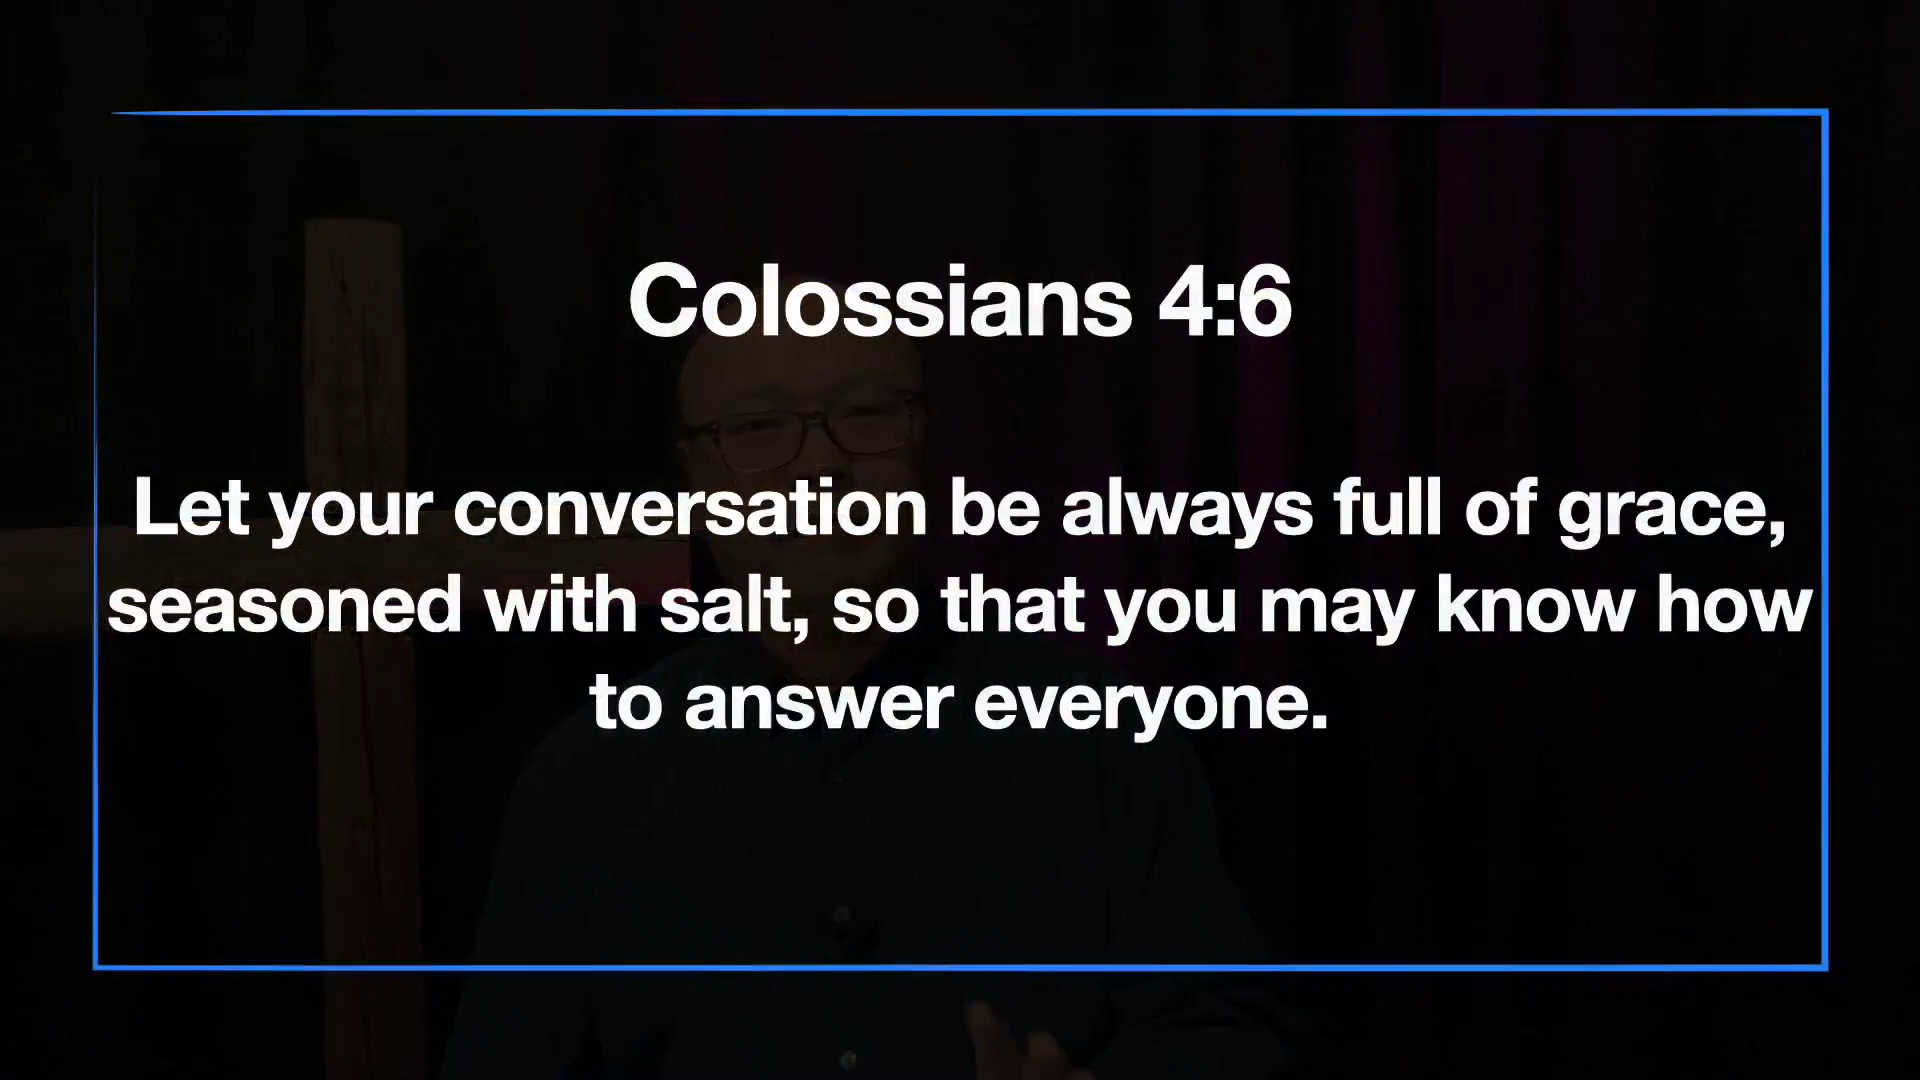 Colossians 4:6
Let your conversation be always full of grace,
seasoned with salt, so that you may know how
to answer everyone.